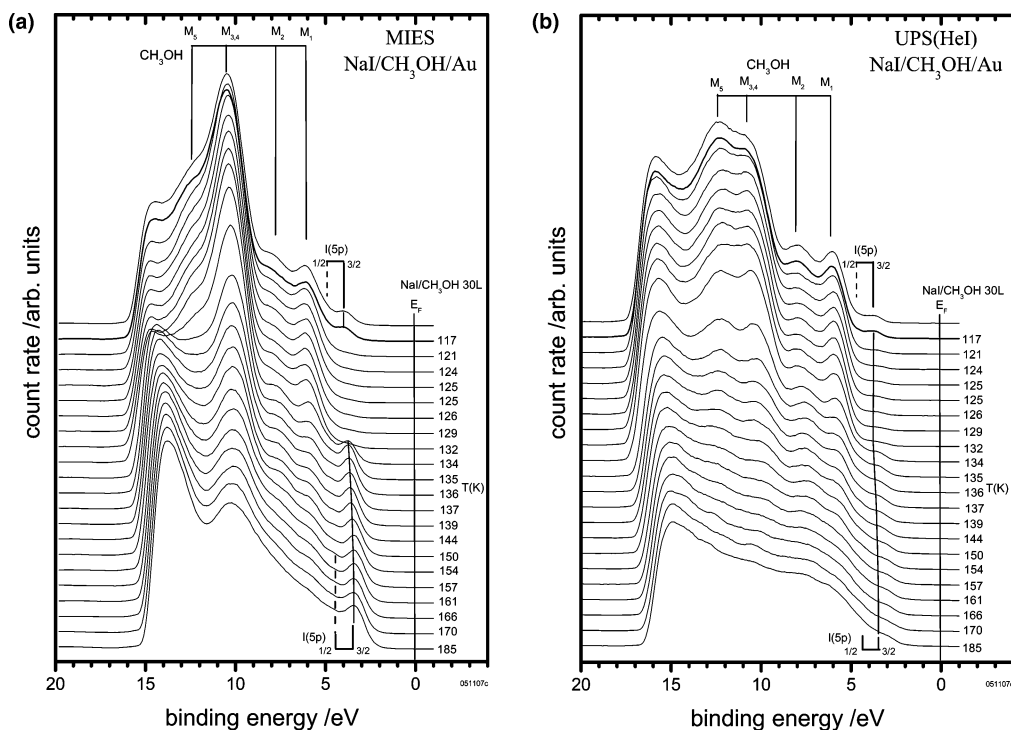 (a)
M5 M3,4 M2 M1
CH3OH
MIES
NaI/CH3OH/Au
I(5p)
1/2 3/2
NaI/CH3OH 30L
EF
117
121
124
125
125
126
129
132
134
135
136 T(K)
137
139
144
150
154
157
161
166
170
185
I(5p)
1/2 3/2
count rate /arb. units
20 15 10 5 0
051107c
binding energy /eV
(b)
UPS(HeI)
NaI/CH3OH/Au
CH3OH
M5 M3,4 M2 M1
I(5p)
1/2 3/2
NaI/CH3OH 30L
EF
117
121
124
125
125
126
129
132
134
135
136 T(K)
137
139
144
150
154
157
161
166
170
185
I(5p)
1/2 3/2
count rate /arb. units
20 15 10 5 0
051107c
binding energy /eV